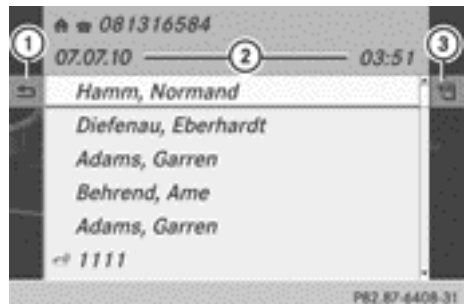 081316584
1
2
3
07.07.10
03:51
Hamm, Normand
Diefenau, Eberhardt
Adams, Garren
Behrend, Ame
Adams, Garren
1111
P82.87-6408-31